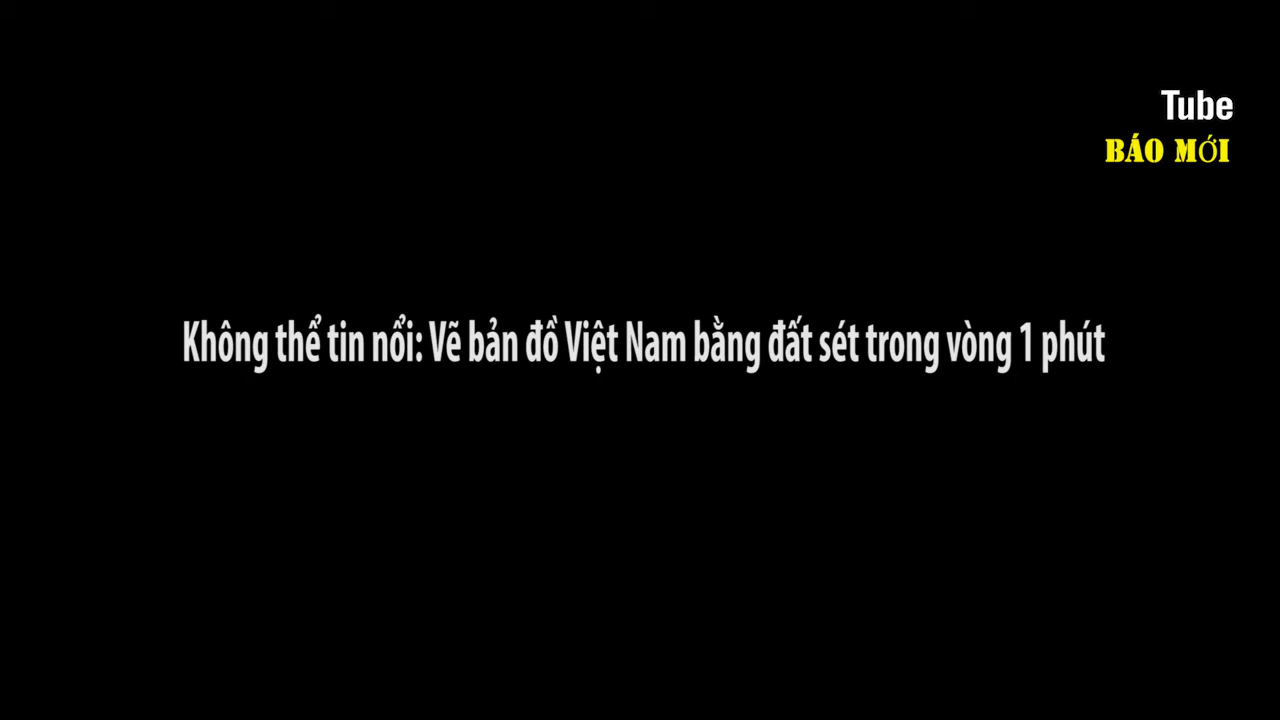 Tube
BÁO MỚI
Không thể tin nổi: Vẽ bản đồ Việt Nam bằng đất sét trong vòng 1 phút